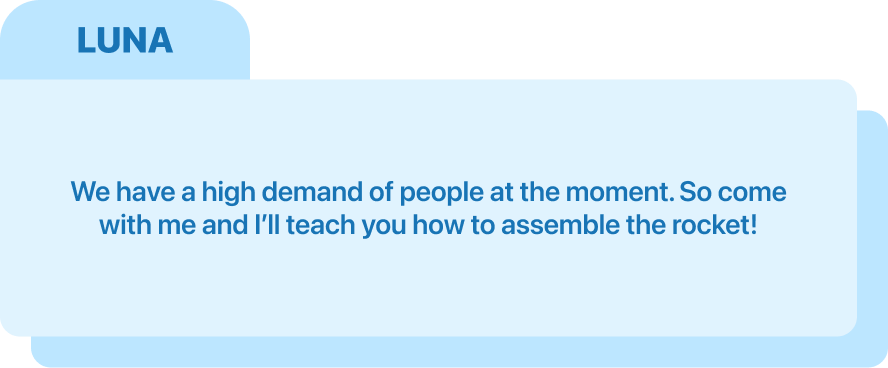 LUNA
We have a high demand of people at the moment. So come
with me and I’ll teach you how to assemble the rocket!